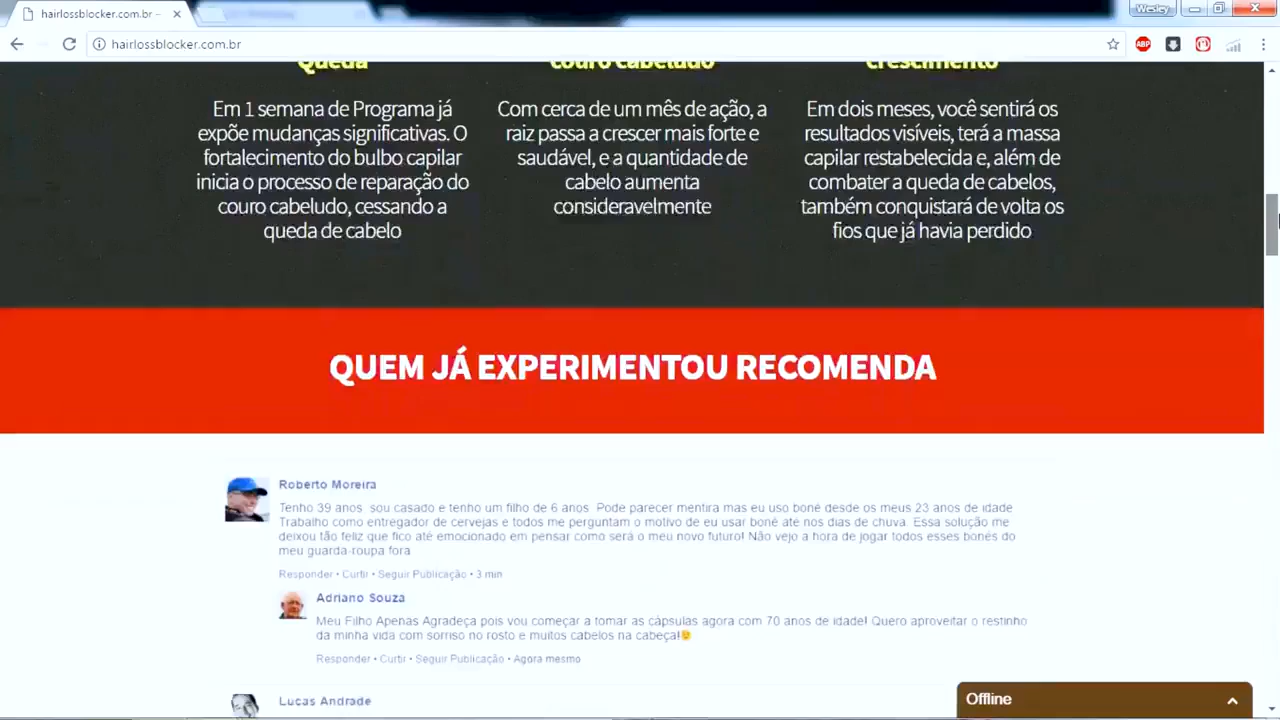 hairlossblocker.com.br –
Wesley
hairlossblocker.com.br
ABP
Queda
couro cabeludo
crescimento
Em 1 semana de Programa já
expõe mudanças significativas. O
fortalecimento do bulbo capilar
inicia o processo de reparação do
couro cabeludo, cessando a
queda de cabelo
Com cerca de um mês de ação, a
raiz passa a crescer mais forte e
saudável, e a quantidade de
cabelo aumenta
consideravelmente
Em dois meses, você sentirá os
resultados visíveis, terá a massa
capilar restabelecida e, além de
combater a queda de cabelos,
também conquistará de volta os
fios que já havia perdido
QUEM JÁ EXPERIMENTOU RECOMENDA
Roberto Moreira
Tenho 39 anos sou casado e tenho um filho de 6 anos. Pode parecer mentira mas eu uso boné desde os meus 23 anos de idade
Trabalho como entregador de cervejas e todos me perguntam o motivo de eu usar boné até nos dias de chuva. Essa solução me
deixou tão feliz que fico até emocionado em pensar como será o meu novo futuro! Não vejo a hora de jogar todos esses bonés do
meu guarda-roupa fora
Responder • Curtir • Seguir Publicação • 3 min
Adriano Souza
Meu Filho Apenas Agradeça pois vou começar a tomar as cápsulas agora com 70 anos de idade! Quero aproveitar o restinho
da minha vida com sorriso no rosto e muitos cabelos na cabeça!
Responder • Curtir • Seguir Publicação • Agora mesmo
Lucas Andrade
Offline